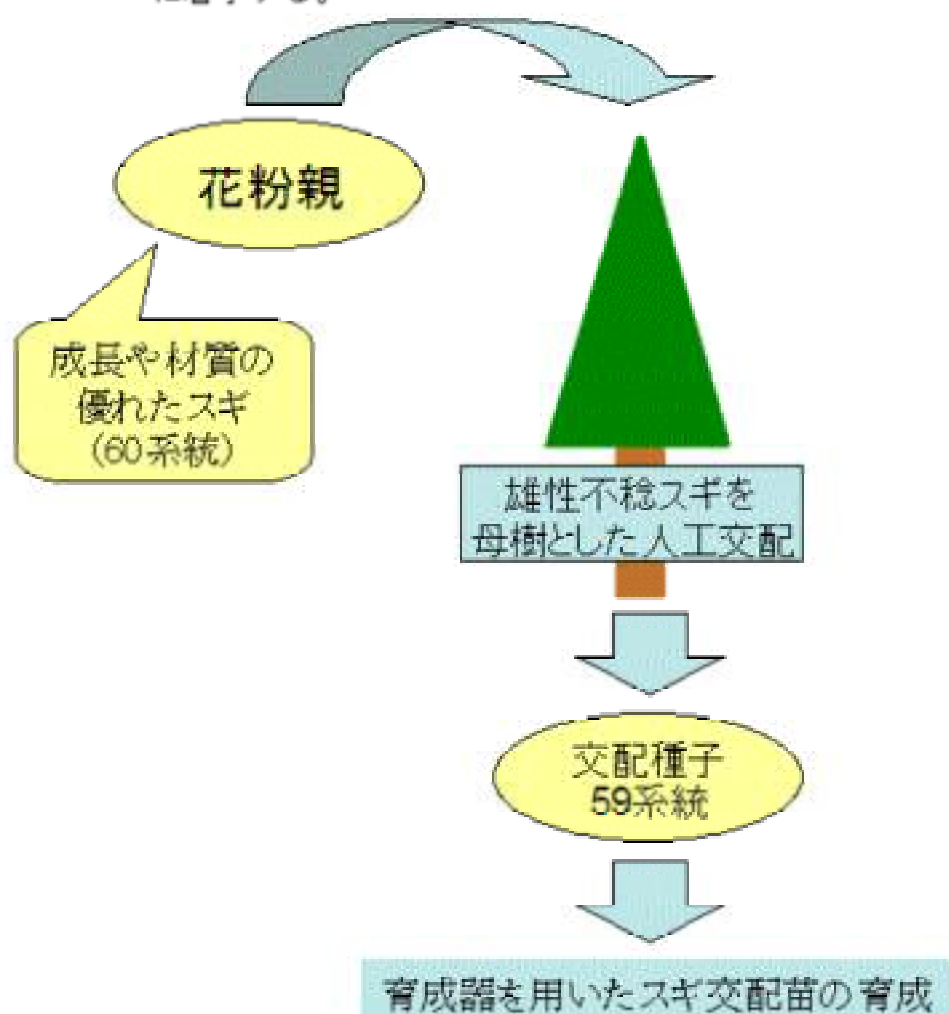 花粉親
成長や材質の
優れたスギ
(60系統)
雄性不稔スギを
母樹とした人工交配
交配種子
59系統
育成器を用いたスギ交配苗の育成